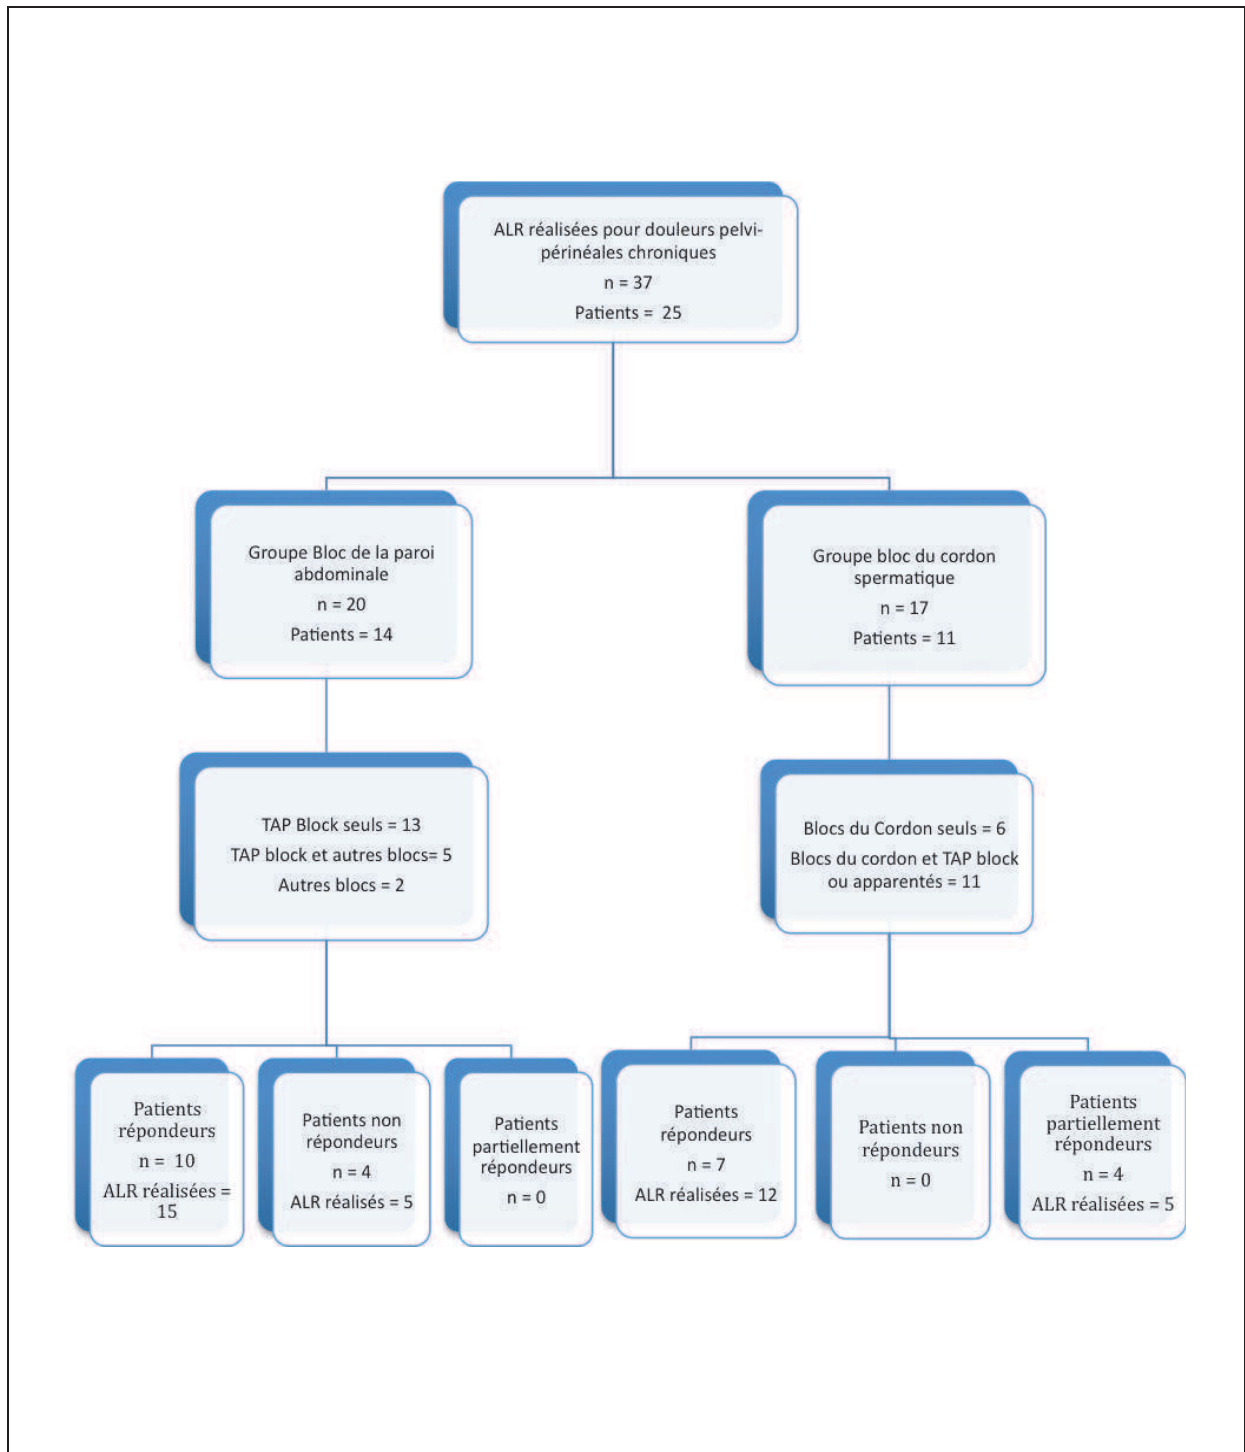 ALR réalisées pour douleurs pelvi-
périnéales chroniques
n = 37
Patients = 25
Groupe Bloc de la paroi
abdominale
n = 20
Patients = 14
Groupe bloc du cordon
spermatique
n = 17
Patients = 11
TAP Block seuls = 13
TAP block et autres blocs= 5
Autres blocs = 2
Blocs du Cordon seuls = 6
Blocs du cordon et TAP block
ou apparentés = 11
Patients
répondeurs
n = 10
ALR réalisées =
15
Patients non
répondeurs
n = 4
ALR réalisés = 5
Patients
partiellement
répondeurs
n = 0
Patients
répondeurs
n = 7
ALR réalisées = 12
Patients non
répondeurs
n = 0
Patients
partiellement
répondeurs
n = 4
ALR réalisées = 5